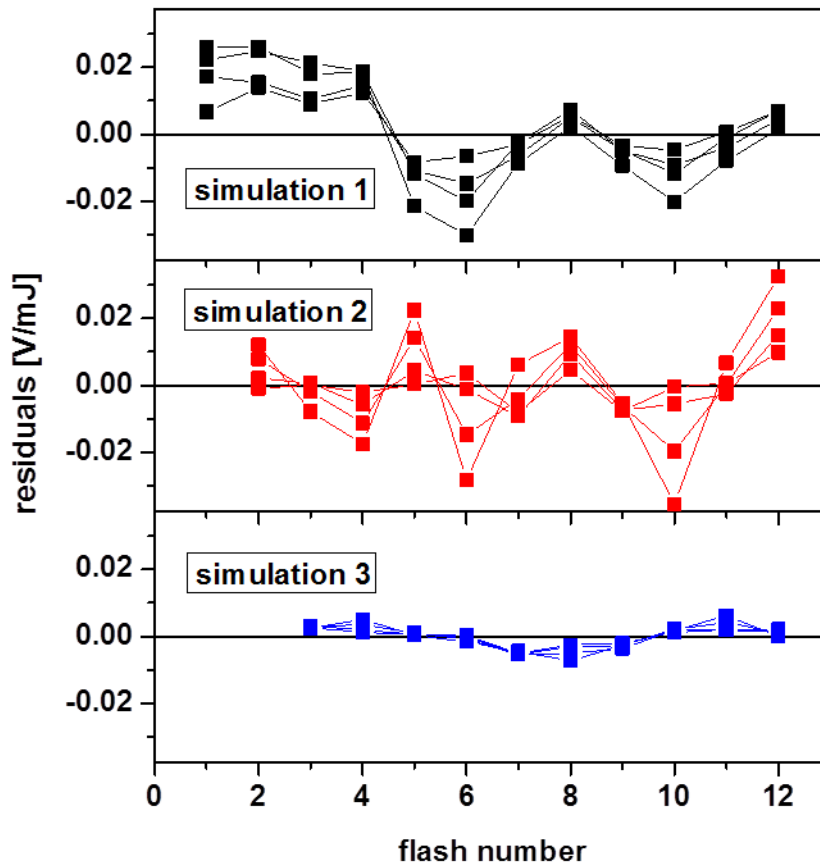 0.02
0.00
-0.02
simulation 1
0.02
0.00
-0.02
simulation 2
residuals [V/mJ]
0.02
0.00
-0.02
simulation 3
0 2 4 6 8 10 12
flash number